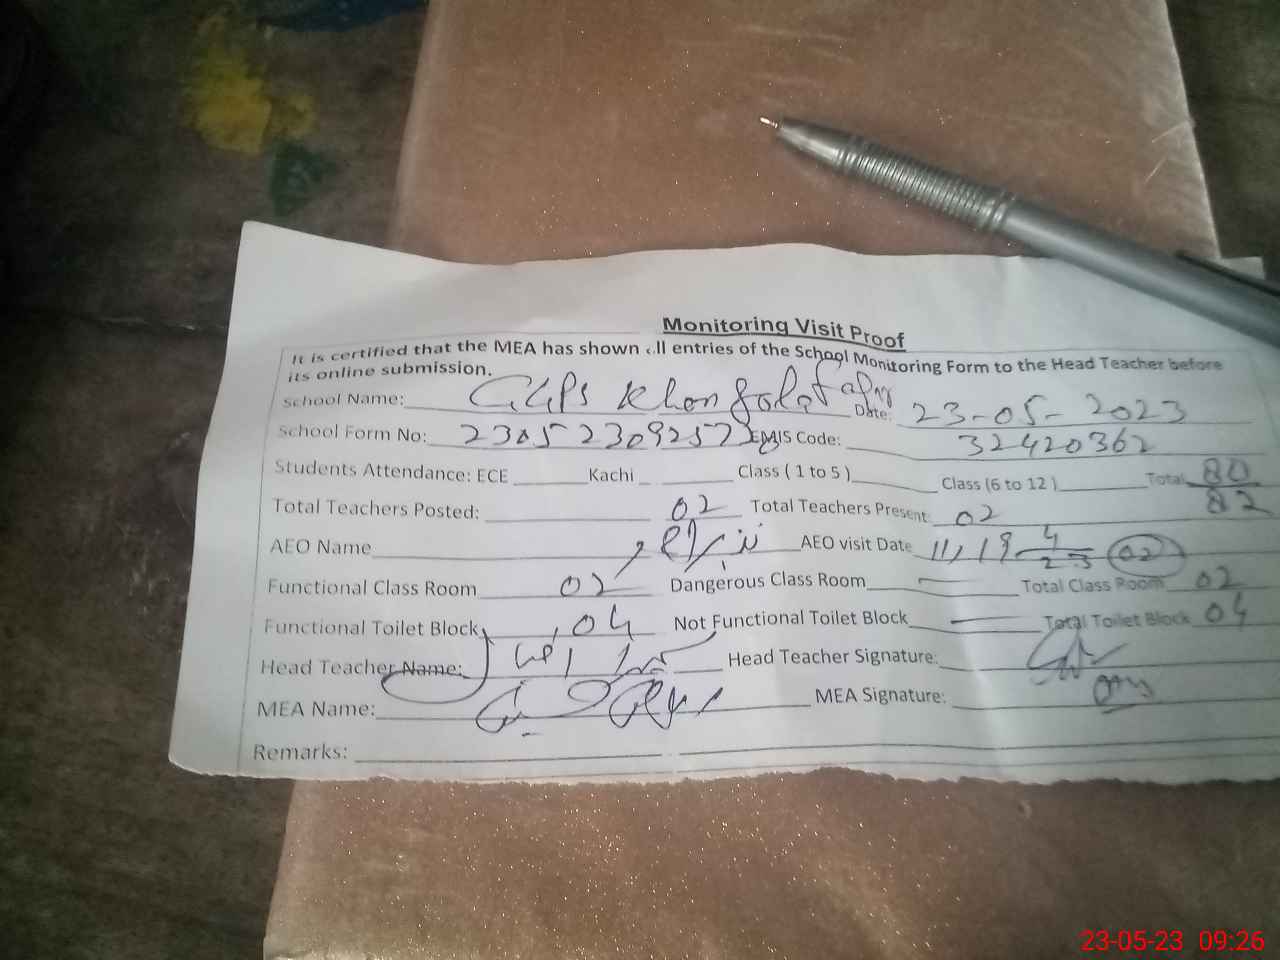 Monitoring Visit Proof
It is certified that the MEA has shown all entries of the School Monitoring Form to the Head Teacher before
its online submission.
School Name: GGPS Khan Date: 23-05-2023
School Form No: EMIS Code: 32420362
Students Attendance: ECE Kachi Class ( 1 to 5 ) Class (6 to 12 ) Total 80
82
Total Teachers Posted: 02 Total Teachers Present: 02
AEO Name AEO visit Date 11, 19 4 23 02
Functional Class Room 02 Dangerous Class Room — Total Class Room 02
Functional Toilet Block 04 Not Functional Toilet Block — Total Toilet Block 04
Head Teacher Name: Head Teacher Signature:
MEA Name: MEA Signature:
Remarks:
23-05-23 09:26